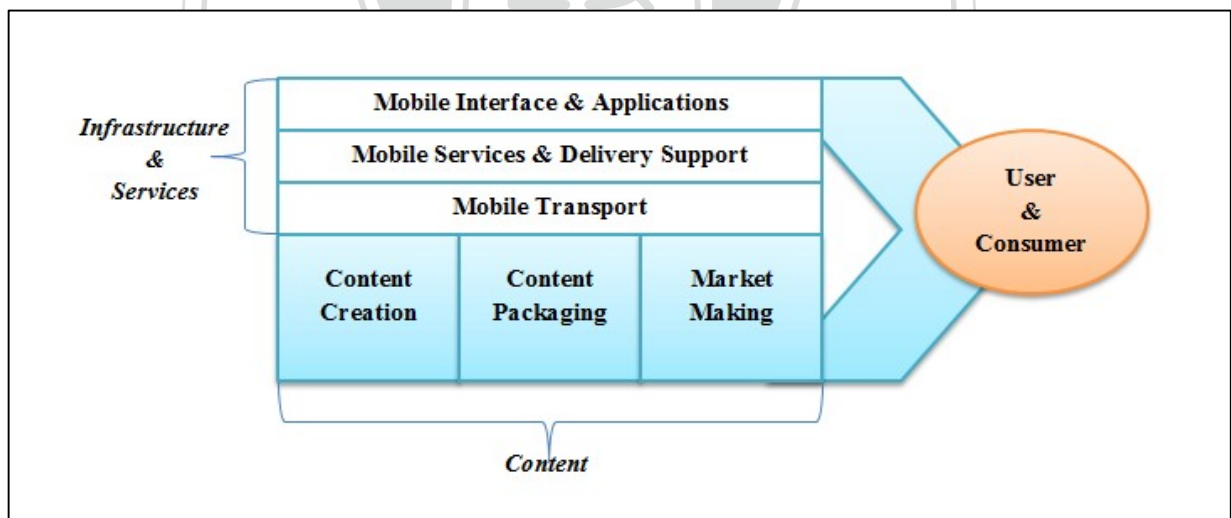 Mobile Interface & Applications
Infrastructure
&
Services
Mobile Services & Delivery Support
Mobile Transport
User
&
Consumer
Content
Creation
Content
Packaging
Market
Making
Content